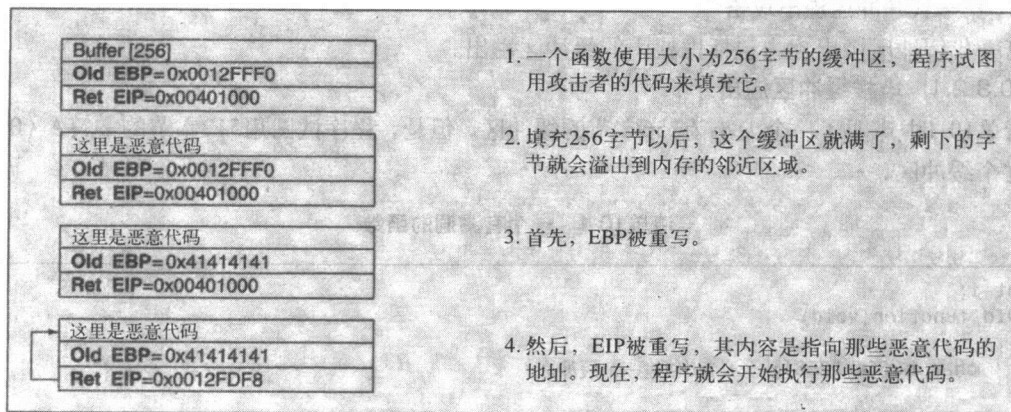 Buffer [256]
Old EBP=0x0012FFF0
Ret EIP=0x00401000
1. 一个函数使用大小为256字节的缓冲区，程序试图
用攻击者的代码来填充它。
这里是恶意代码
Old EBP=0x0012FFF0
Ret EIP=0x00401000
2. 填充256字节以后，这个缓冲区就满了，剩下的字
节就会溢出到内存的邻近区域。
这里是恶意代码
Old EBP=0x41414141
Ret EIP=0x00401000
3. 首先，EBP被重写。
这里是恶意代码
Old EBP=0x41414141
Ret EIP=0x0012FDF8
4. 然后，EIP被重写，其内容是指向那些恶意代码的
地址。现在，程序就会开始执行那些恶意代码。